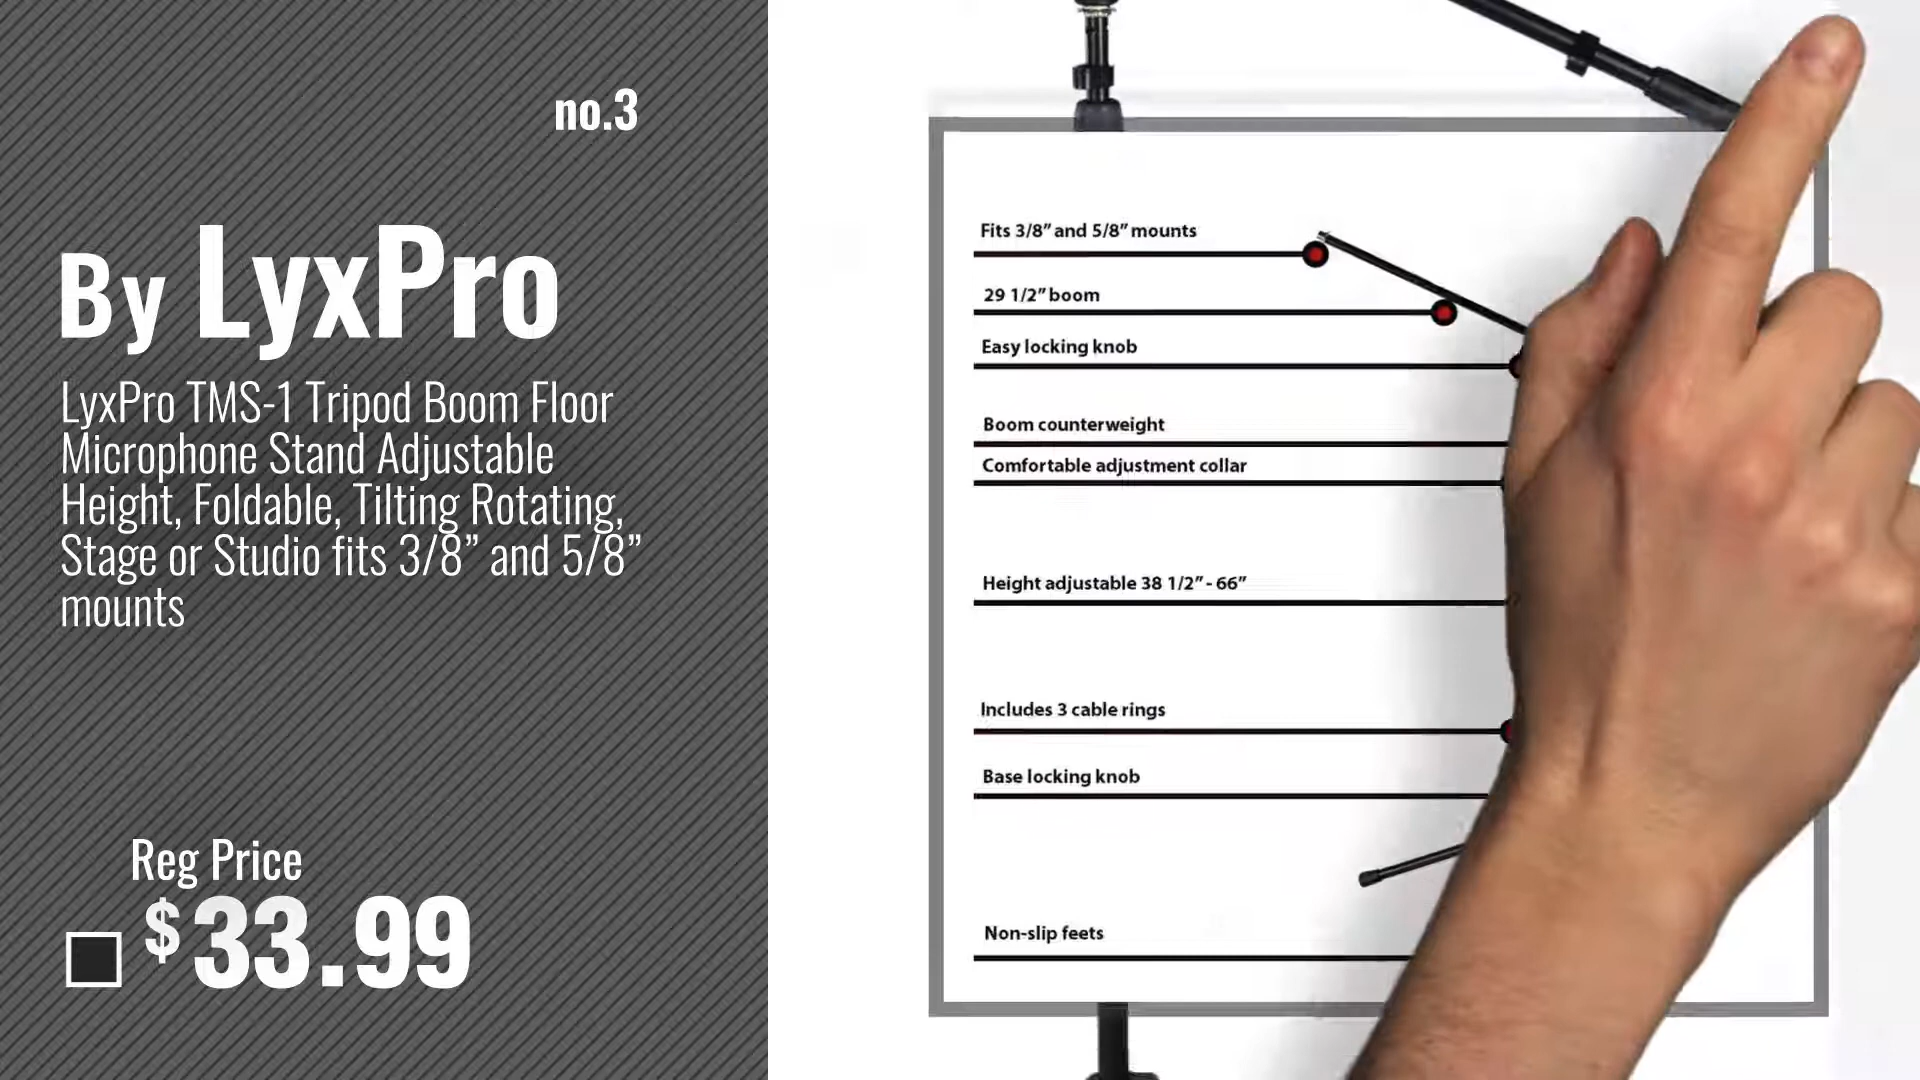 no.3
By LyxPro
LyxPro TMS-1 Tripod Boom Floor
Microphone Stand Adjustable
Height, Foldable, Tilting Rotating,
Stage or Studio fits 3/8” and 5/8”
mounts
Reg Price
$33.99
Fits 3/8” and 5/8” mounts
29 1/2” boom
Easy locking knob
Boom counterweight
Comfortable adjustment collar
Height adjustable 38 1/2” - 66”
Includes 3 cable rings
Base locking knob
Non-slip feets